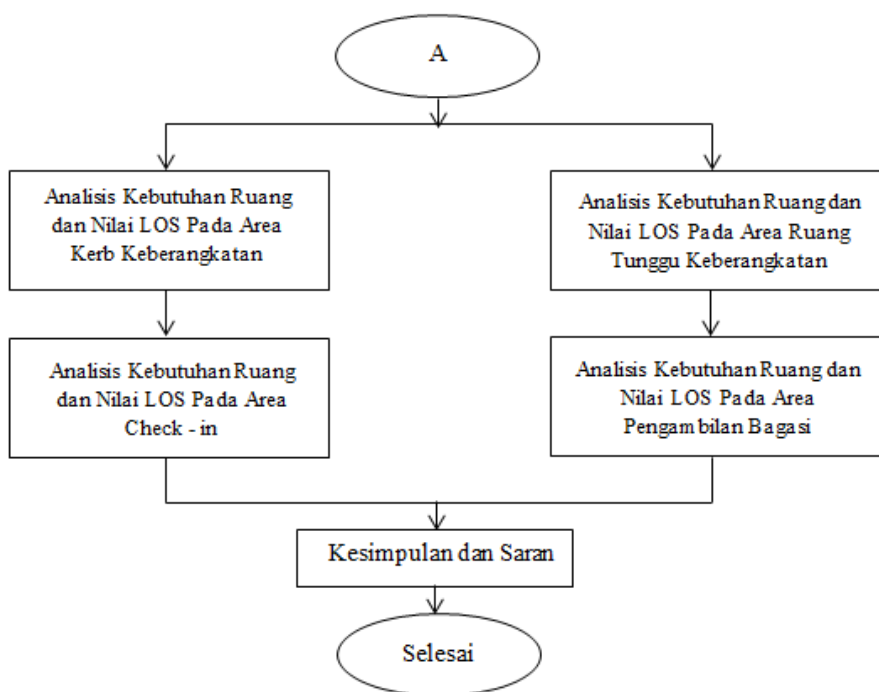 A
Analisis Kebutuhan Ruang
dan Nilai LOS Pada Area
Kerb Keberangkatan
Analisis Kebutuhan Ruang dan
Nilai LOS Pada Area Ruang
Tunggu Keberangkatan
Analisis Kebutuhan Ruang
dan Nilai LOS Pada Area
Check - in
Analisis Kebutuhan Ruang dan
Nilai LOS Pada Area
Pengambilan Bagasi
Kesimpulan dan Saran
Selesai